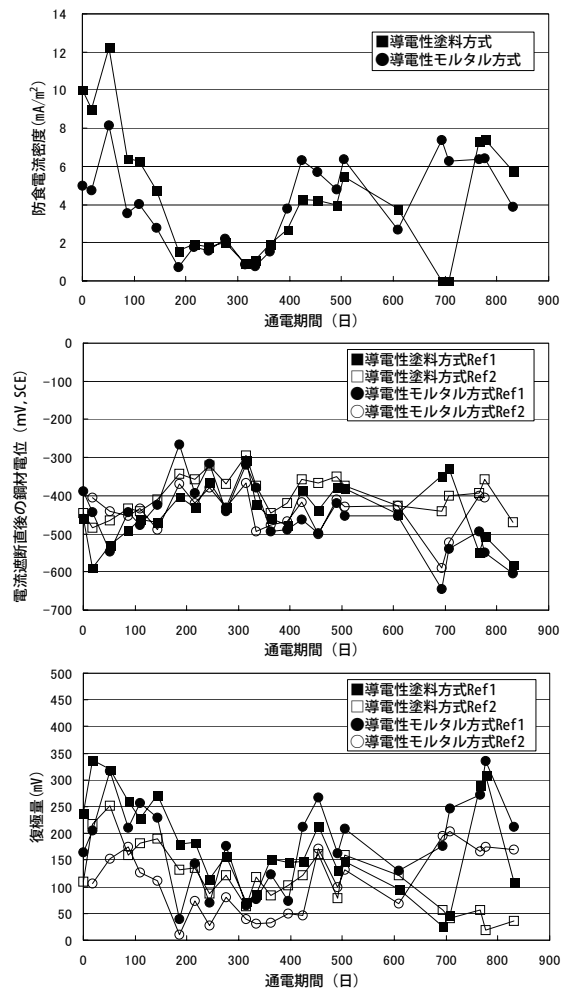 14
12
10
8
6
4
2
0
防食電流密度(mA/m²)
■導電性塗料方式
●導電性モルタル方式
0 100 200 300 400 500 600 700 800 900
通電期間（日）
0
-100
-200
-300
-400
-500
-600
-700
電流遮断直後の鋼材電位（mV, SCE)
■導電性塗料方式Ref1
□導電性塗料方式Ref2
●導電性モルタル方式Ref1
○導電性モルタル方式Ref2
0 100 200 300 400 500 600 700 800 900
通電期間（日）
500
450
400
350
300
250
200
150
100
50
0
復極量(mV)
■導電性塗料方式Ref1
□導電性塗料方式Ref2
●導電性モルタル方式Ref1
○導電性モルタル方式Ref2
0 100 200 300 400 500 600 700 800 900
通電期間（日）